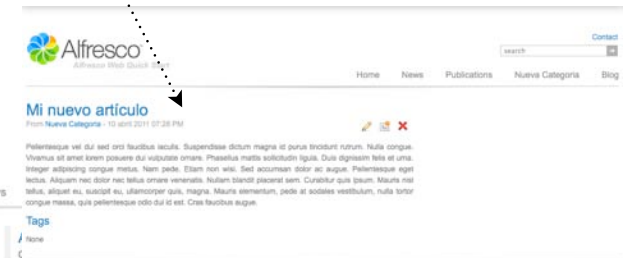 Contact
Alfresco
Alfresco Web Quick Start
search
Home News Publications Nueva Categoria Blog
Mi nuevo artículo
From Nueva Categoria - 10 abril 2011 07:28 PM
Pellentesque vel dui sed orci faucibus iaculis. Suspendisse dictum magna id purus tincidunt rutrum. Nulla congue.
Vivamus sit amet lorem posuere dui vulputate ornare. Phasellus mattis sollicitudin ligula. Duis dignissim felis et urna.
Integer adipiscing congue metus. Nam pede. Etiam non wisi. Sed accumsan dolor ac augue. Pellentesque eget
lectus. Aliquam nec dolor nec tellus ornare venenatis. Nullam blandit placerat sem. Curabitur quis ipsum. Mauris nisl
tellus, aliquet eu, suscipit eu, ullamcorper quis, magna. Mauris elementum, pede at sodales vestibulum, nulla tortor
congue massa, quis pellentesque odio dui id est. Cras faucibus augue.
Tags
None